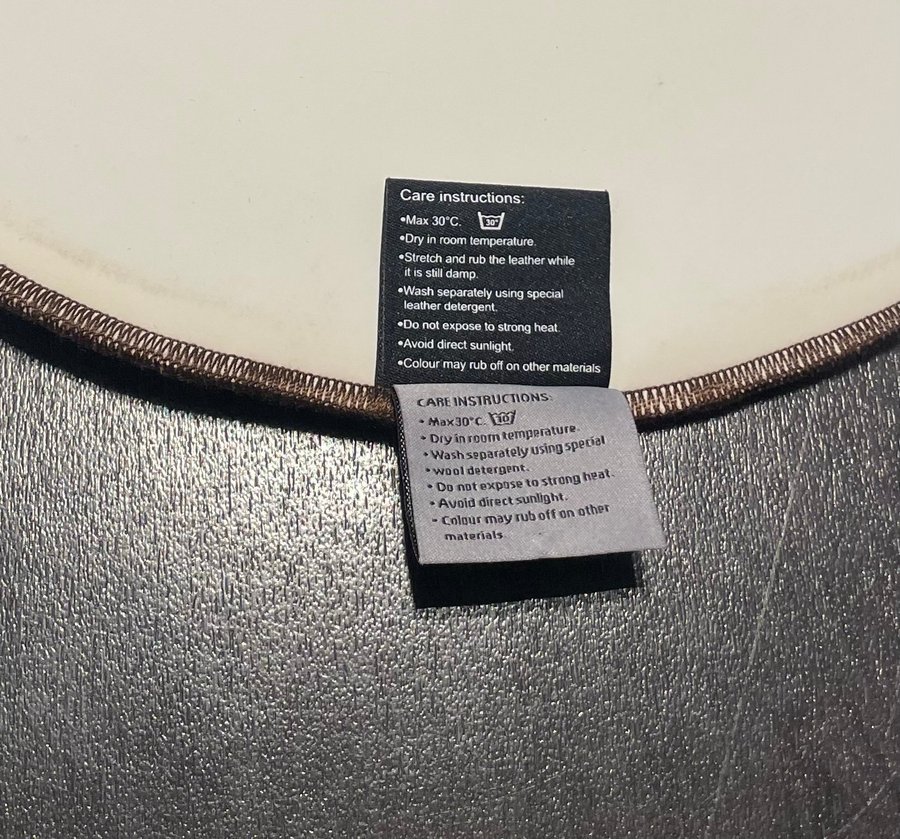 Care instructions:
•Max 30°C. 30°
•Dry in room temperature.
•Stretch and rub the leather while
it is still damp.
•Wash separately using special
leather detergent.
•Do not expose to strong heat.
•Avoid direct sunlight.
•Colour may rub off on other materials
CARE INSTRUCTIONS:
• Max30°C.
• Dry in room temperature.
• Wash separately using special
• wool detergent.
• Do not expose to strong heat.
• Avoid direct sunlight.
• Colour may rub off on other
materials.